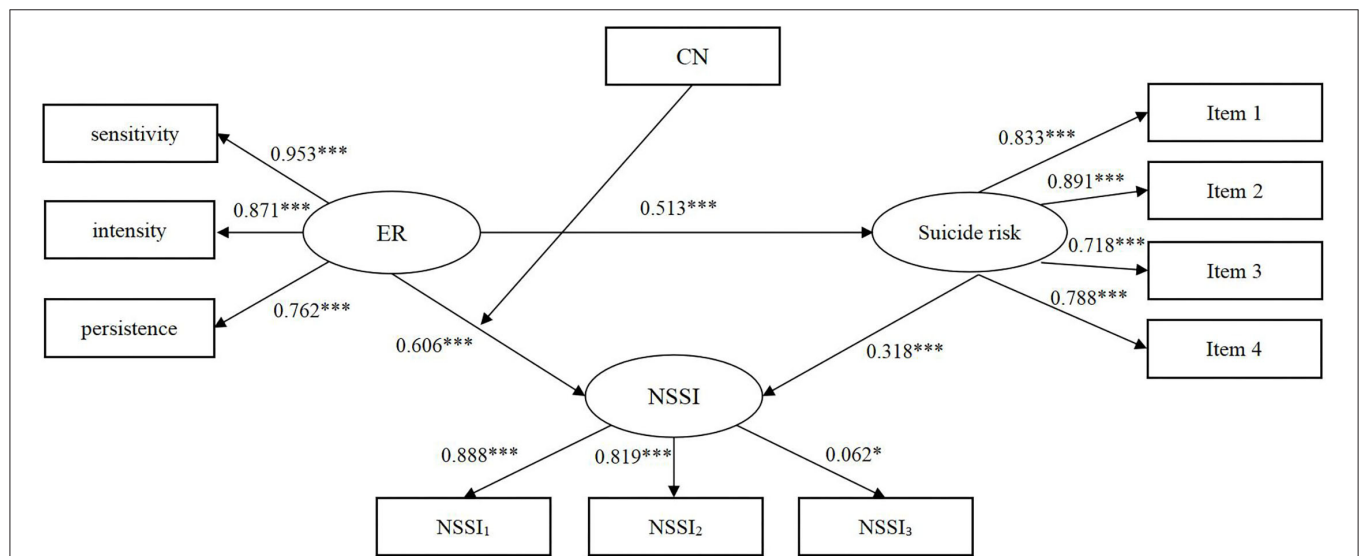 CN
sensitivity
0.953***
intensity
0.871***
persistence
0.762***
ER
0.513***
Suicide risk
0.833***
Item 1
0.891***
Item 2
0.718***
Item 3
0.788***
Item 4
0.606***
0.318***
NSSI
0.888***
0.819***
0.062*
NSSI₁
NSSI₂
NSSI₃